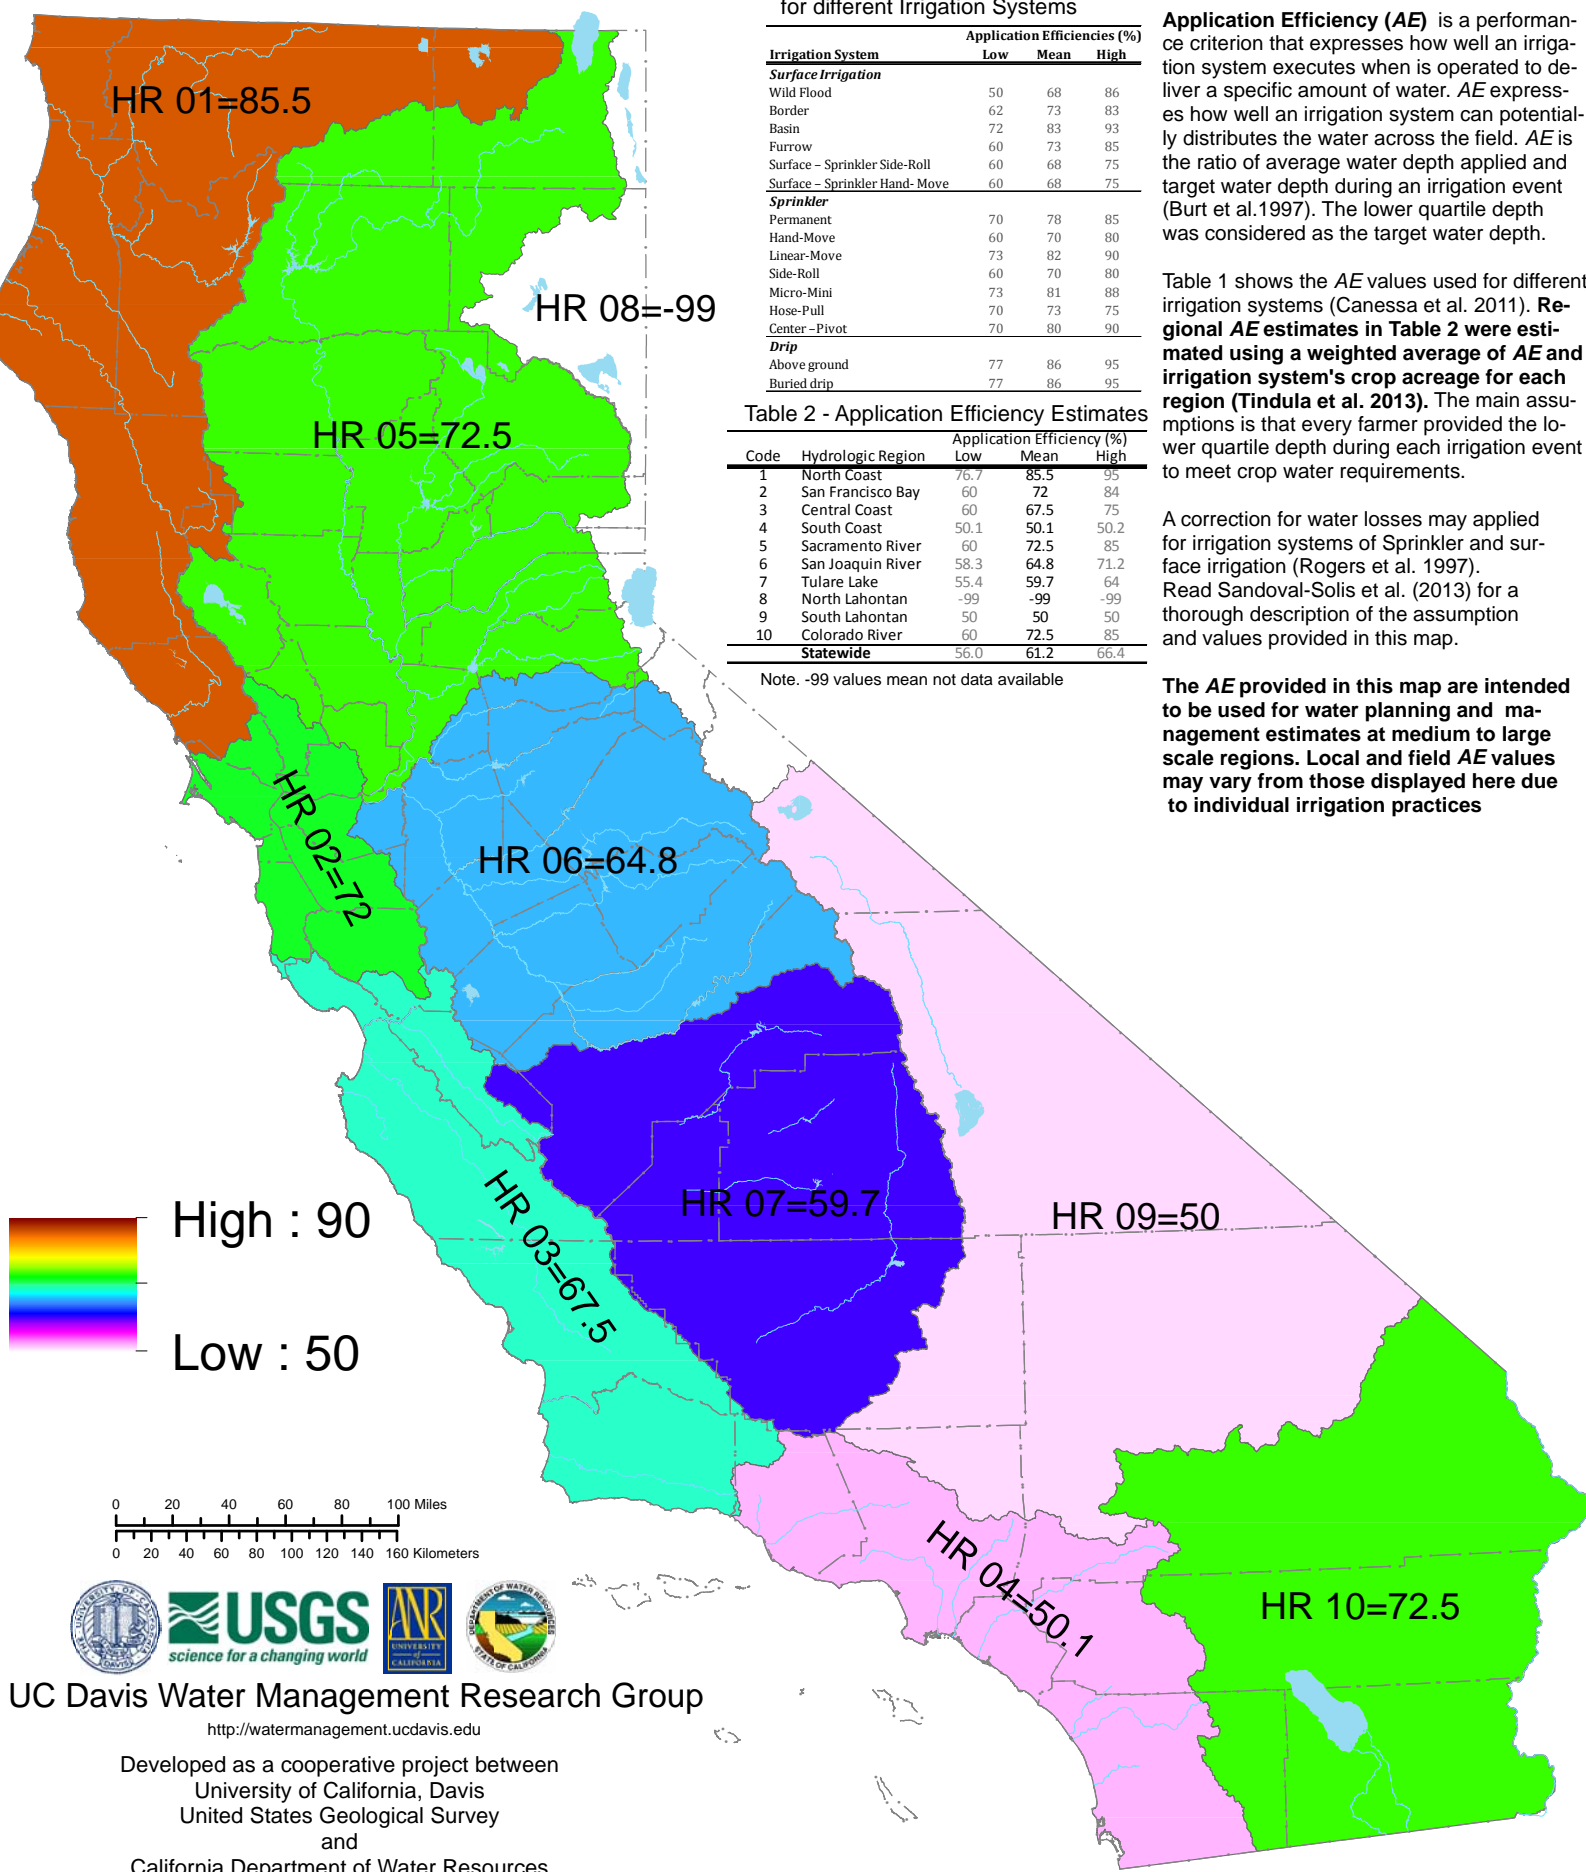 for different Irrigation Systems
Application Efficiencies (%)
Irrigation System Low Mean High
Surface Irrigation
Wild Flood 50 68 86
Border 62 73 83
Basin 72 83 93
Furrow 60 73 85
Surface – Sprinkler Side-Roll 60 68 75
Surface – Sprinkler Hand- Move 60 68 75
Sprinkler
Permanent 70 78 85
Hand-Move 60 70 80
Linear-Move 73 82 90
Side-Roll 60 70 80
Micro-Mini 73 81 88
Hose-Pull 70 73 75
Center –Pivot 70 80 90
Drip
Above ground 77 86 95
Buried drip 77 86 95
Table 2 - Application Efficiency Estimates
Application Efficiency (%)
Code Hydrologic Region Low Mean High
1 North Coast 76.7 85.5 95
2 San Francisco Bay 60 72 84
3 Central Coast 60 67.5 75
4 South Coast 50.1 50.1 50.2
5 Sacramento River 60 72.5 85
6 San Joaquin River 58.3 64.8 71.2
7 Tulare Lake 55.4 59.7 64
8 North Lahontan -99 -99 -99
9 South Lahontan 50 50 50
10 Colorado River 60 72.5 85
Statewide 56.0 61.2 66.4
Note. -99 values mean not data available
Application Efficiency (AE) is a performan-
ce criterion that expresses how well an irriga-
tion system executes when is operated to de-
liver a specific amount of water. AE express-
es how well an irrigation system can potential-
ly distributes the water across the field. AE is
the ratio of average water depth applied and
target water depth during an irrigation event
(Burt et al.1997). The lower quartile depth
was considered as the target water depth.
Table 1 shows the AE values used for different
irrigation systems (Canessa et al. 2011). Re-
gional AE estimates in Table 2 were esti-
mated using a weighted average of AE and
irrigation system's crop acreage for each
region (Tindula et al. 2013). The main assu-
mptions is that every farmer provided the lo-
wer quartile depth during each irrigation event
to meet crop water requirements.
A correction for water losses may applied
for irrigation systems of Sprinkler and sur-
face irrigation (Rogers et al. 1997).
Read Sandoval-Solis et al. (2013) for a
thorough description of the assumption
and values provided in this map.
The AE provided in this map are intended
to be used for water planning and ma-
nagement estimates at medium to large
scale regions. Local and field AE values
may vary from those displayed here due
to individual irrigation practices
HR 01=85.5
HR 08=-99
HR 05=72.5
HR 02=72
HR 06=64.8
HR 07=59.7
HR 09=50
HR 03=67.5
HR 04=50.1
HR 10=72.5
High : 90
Low : 50
0 20 40 60 80 100 Miles
0 20 40 60 80 100 120 140 160 Kilometers
USGS
science for a changing world
ANR
UNIVERSITY
of
CALIFORNIA
DEPARTMENT OF WATER RESOURCES
STATE OF CALIFORNIA
UC Davis Water Management Research Group
http://watermanagement.ucdavis.edu
Developed as a cooperative project between
University of California, Davis
United States Geological Survey
and
California Department of Water Resources